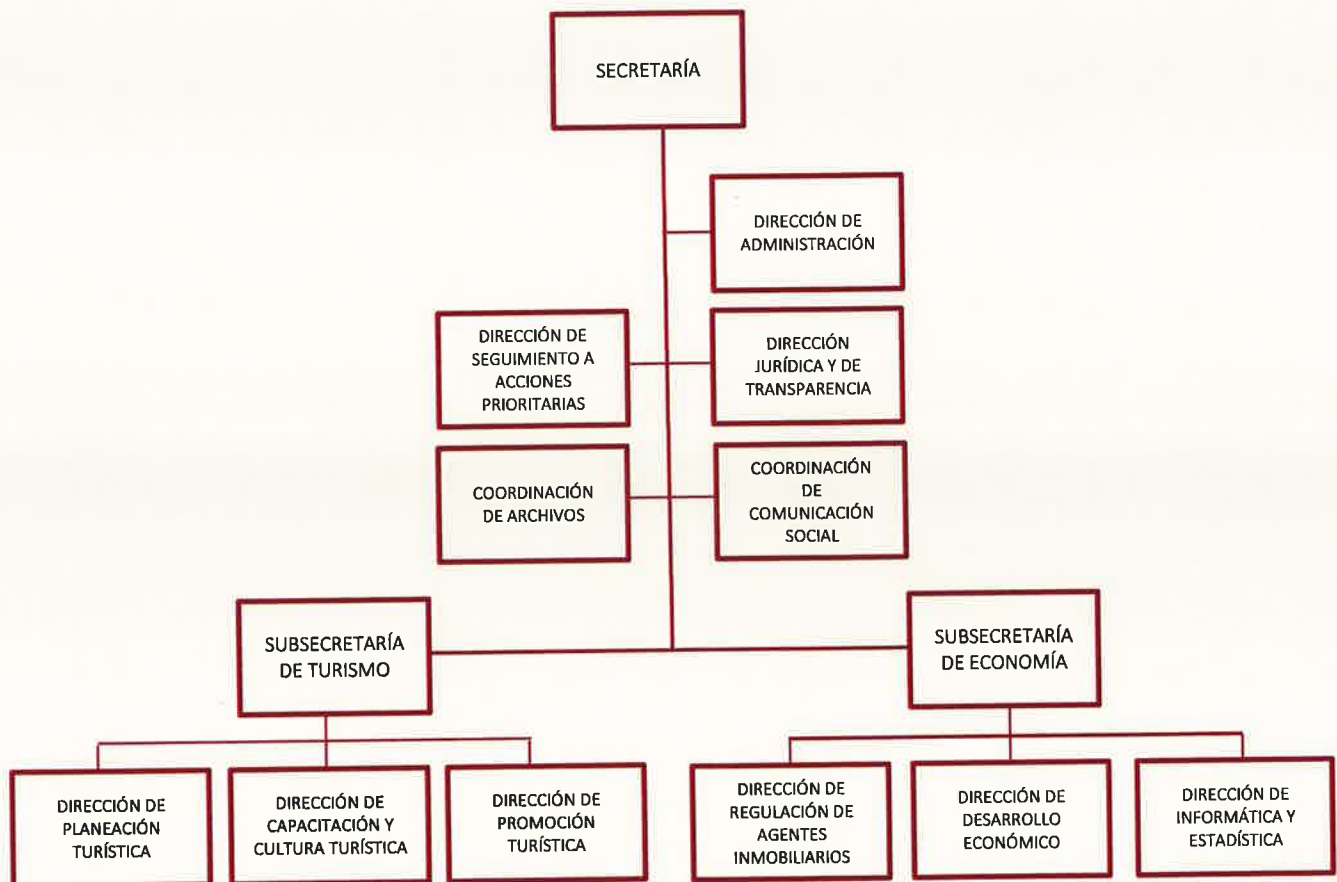 SECRETARÍA
DIRECCIÓN DE
ADMINISTRACIÓN
DIRECCIÓN DE
SEGUIMIENTO A
ACCIONES
PRIORITARIAS
DIRECCIÓN
JURÍDICA Y DE
TRANSPARENCIA
COORDINACIÓN
DE ARCHIVOS
COORDINACIÓN
DE
COMUNICACIÓN
SOCIAL
SUBSECRETARÍA
DE TURISMO
SUBSECRETARÍA
DE ECONOMÍA
DIRECCIÓN DE
PLANEACIÓN
TURÍSTICA
DIRECCIÓN DE
CAPACITACIÓN Y
CULTURA TURÍSTICA
DIRECCIÓN DE
PROMOCIÓN
TURÍSTICA
DIRECCIÓN DE
REGULACIÓN DE
AGENTES
INMOBILIARIOS
DIRECCIÓN DE
DESARROLLO
ECONÓMICO
DIRECCIÓN DE
INFORMÁTICA Y
ESTADÍSTICA